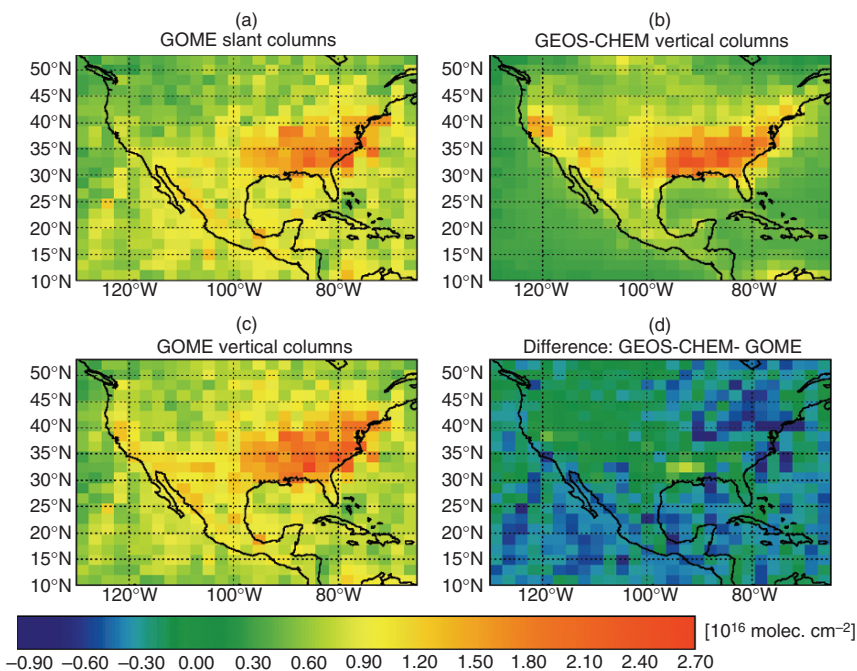 (a)
GOME slant columns
(b)
GEOS-CHEM vertical columns
50°N
45°N
40°N
35°N
30°N
25°N
20°N
15°N
10°N
120°W 100°W 80°W
50°N
45°N
40°N
35°N
30°N
25°N
20°N
15°N
10°N
120°W 100°W 80°W
(c)
GOME vertical columns
(d)
Difference: GEOS-CHEM- GOME
50°N
45°N
40°N
35°N
30°N
25°N
20°N
15°N
10°N
120°W 100°W 80°W
50°N
45°N
40°N
35°N
30°N
25°N
20°N
15°N
10°N
120°W 100°W 80°W
[10¹⁶ molec. cm⁻²]
–0.90 –0.60 –0.30 0.00 0.30 0.60 0.90 1.20 1.50 1.80 2.10 2.40 2.70